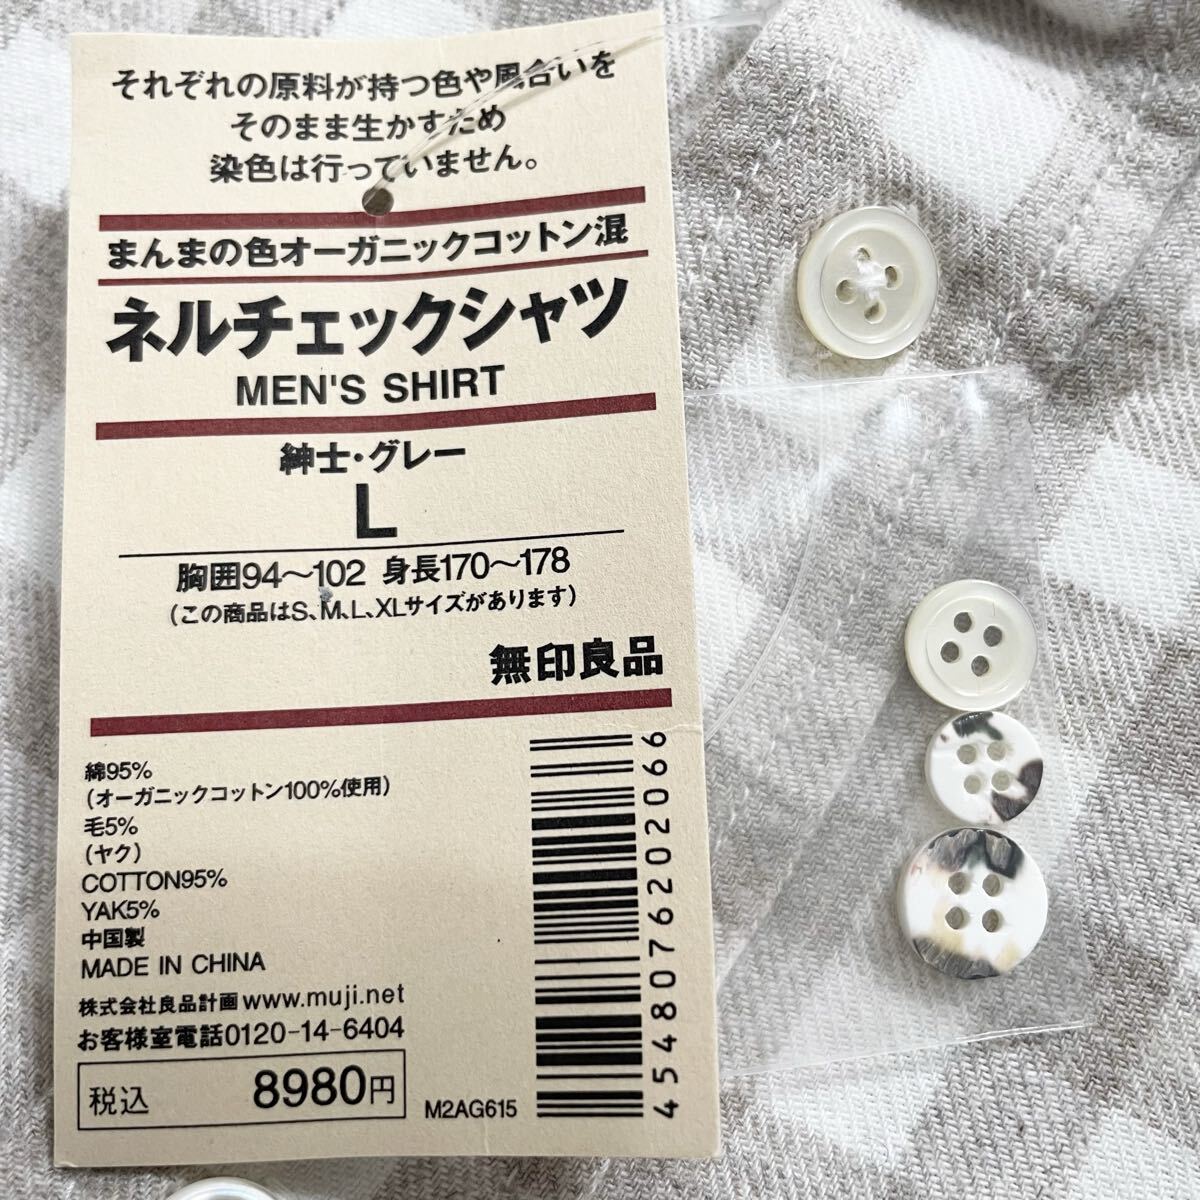 それぞれの原料が持つ色や風合いを
そのまま生かすため
染色は行っていません。
まんまの色オーガニックコットン混
ネルチェックシャツ
MEN'S SHIRT
紳士・グレー
L
胸囲94〜102 身長170〜178
(この商品はS、M、L、XLサイズがあります)
無印良品
綿95%
(オーガニックコットン100%使用)
毛5%
(ヤク)
COTTON95%
YAK5%
中国製
MADE IN CHINA
株式会社良品計画 www.muji.net
お客様室電話0120-14-6404
税込 8980円
M2AG615
4548076202066